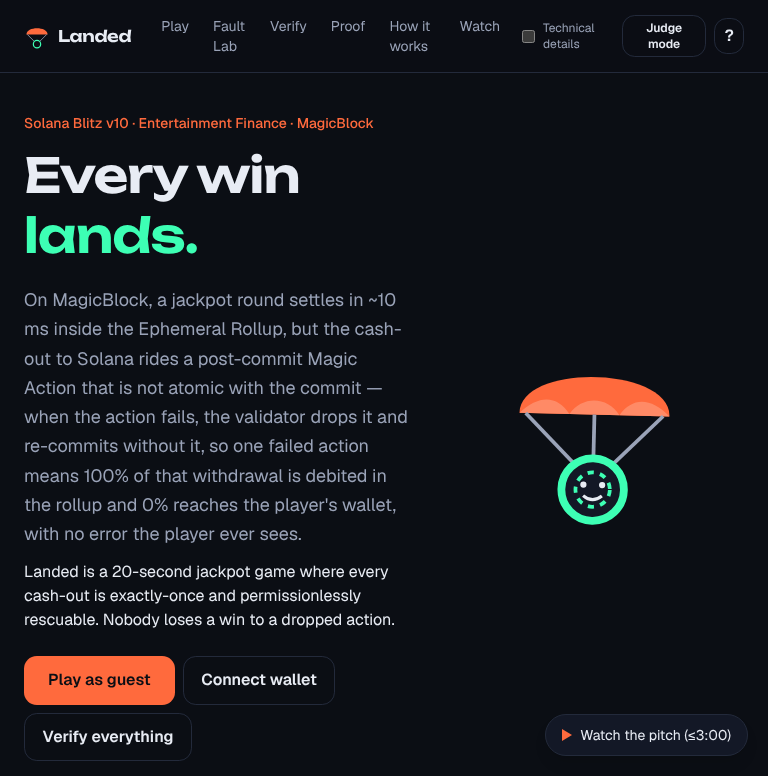 Landed
Play
Fault
Lab
Verify
Proof
How it
works
Watch
Technical
details
Judge
mode
?
Solana Blitz v10 · Entertainment Finance · MagicBlock
Every win
lands.
On MagicBlock, a jackpot round settles in ~10
ms inside the Ephemeral Rollup, but the cash-
out to Solana rides a post-commit Magic
Action that is not atomic with the commit —
when the action fails, the validator drops it and
re-commits without it, so one failed action
means 100% of that withdrawal is debited in
the rollup and 0% reaches the player's wallet,
with no error the player ever sees.
Landed is a 20-second jackpot game where every
cash-out is exactly-once and permissionlessly
rescuable. Nobody loses a win to a dropped action.
Play as guest
Connect wallet
Verify everything
Watch the pitch (≤3:00)